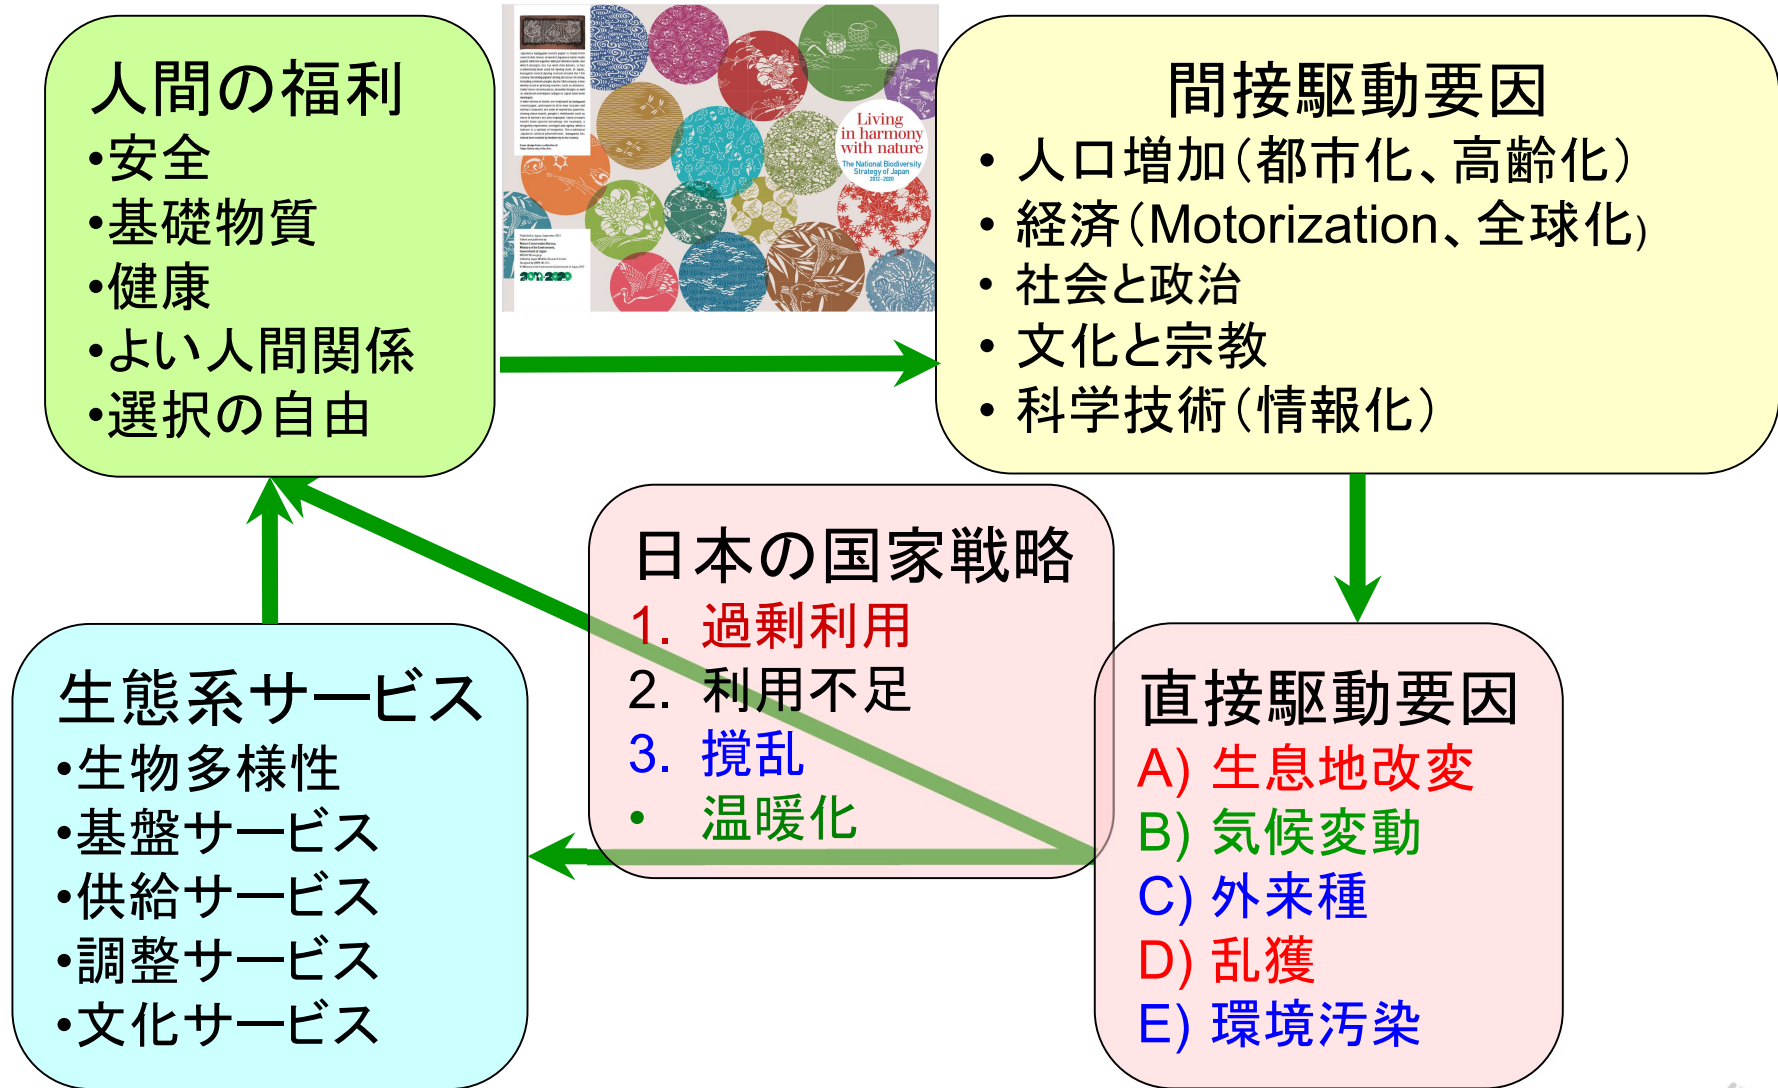 人間の福利
•安全
•基礎物質
•健康
•よい人間関係
•選択の自由
Living
in harmony
with nature
The National Biodiversity
Strategy of Japan
2012-2020
間接駆動要因
• 人口増加（都市化、高齢化）
• 経済（Motorization、全球化)
• 社会と政治
• 文化と宗教
• 科学技術（情報化）
日本の国家戦略
1. 過剰利用
2. 利用不足
3. 撹乱
• 温暖化
生態系サービス
•生物多様性
•基盤サービス
•供給サービス
•調整サービス
•文化サービス
直接駆動要因
A) 生息地改変
B) 気候変動
C) 外来種
D) 乱獲
E) 環境汚染